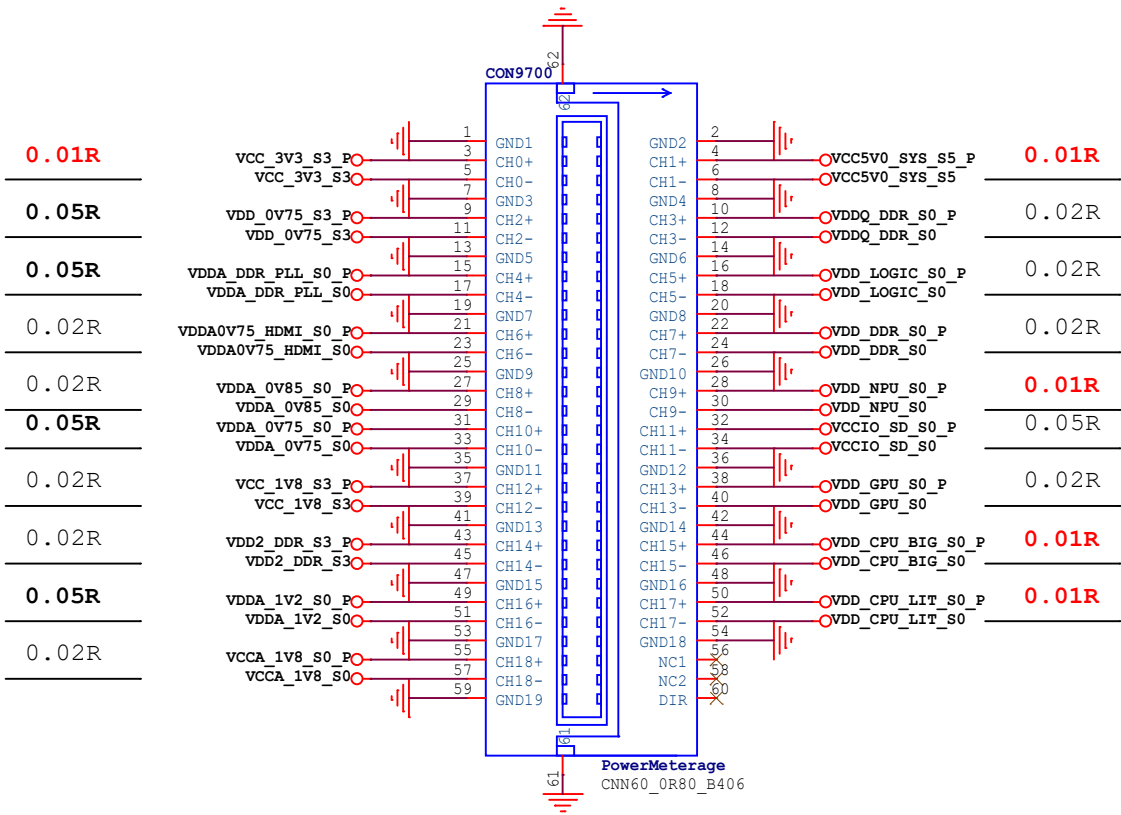 62
CON9700
62
1 GND1 GND2 2
0.01R VCC_3V3_S3_P 3 CH0+ CH1+ 4 VCC5V0_SYS_S5_P 0.01R
VCC_3V3_S3 5 CH0- CH1- 6 VCC5V0_SYS_S5
7 GND3 GND4 8
0.05R VDD_0V75_S3_P 9 CH2+ CH3+ 10 VDDQ_DDR_S0_P 0.02R
VDD_0V75_S3 11 CH2- CH3- 12 VDDQ_DDR_S0
13 GND5 GND6 14
0.05R VDDA_DDR_PLL_S0_P 15 CH4+ CH5+ 16 VDD_LOGIC_S0_P 0.02R
VDDA_DDR_PLL_S0 17 CH4- CH5- 18 VDD_LOGIC_S0
19 GND7 GND8 20
0.02R VDDA0V75_HDMI_S0_P 21 CH6+ CH7+ 22 VDD_DDR_S0_P 0.02R
VDDA0V75_HDMI_S0 23 CH6- CH7- 24 VDD_DDR_S0
25 GND9 GND10 26
0.02R VDDA_0V85_S0_P 27 CH8+ CH9+ 28 VDD_NPU_S0_P 0.01R
VDDA_0V85_S0 29 CH8- CH9- 30 VDD_NPU_S0
0.05R VDDA_0V75_S0_P 31 CH10+ CH11+ 32 VCCIO_SD_S0_P 0.05R
VDDA_0V75_S0 33 CH10- CH11- 34 VCCIO_SD_S0
35 GND11 GND12 36
0.02R VCC_1V8_S3_P 37 CH12+ CH13+ 38 VDD_GPU_S0_P 0.02R
VCC_1V8_S3 39 CH12- CH13- 40 VDD_GPU_S0
41 GND13 GND14 42
0.02R VDD2_DDR_S3_P 43 CH14+ CH15+ 44 VDD_CPU_BIG_S0_P 0.01R
VDD2_DDR_S3 45 CH14- CH15- 46 VDD_CPU_BIG_S0
47 GND15 GND16 48
0.05R VDDA_1V2_S0_P 49 CH16+ CH17+ 50 VDD_CPU_LIT_S0_P 0.01R
VDDA_1V2_S0 51 CH16- CH17- 52 VDD_CPU_LIT_S0
53 GND17 GND18 54
0.02R VCCA_1V8_S0_P 55 CH18+ NC1 56
VCCA_1V8_S0 57 CH18- NC2 58
59 GND19 DIR 60
61
61
PowerMeterage
CNN60_0R80_B406